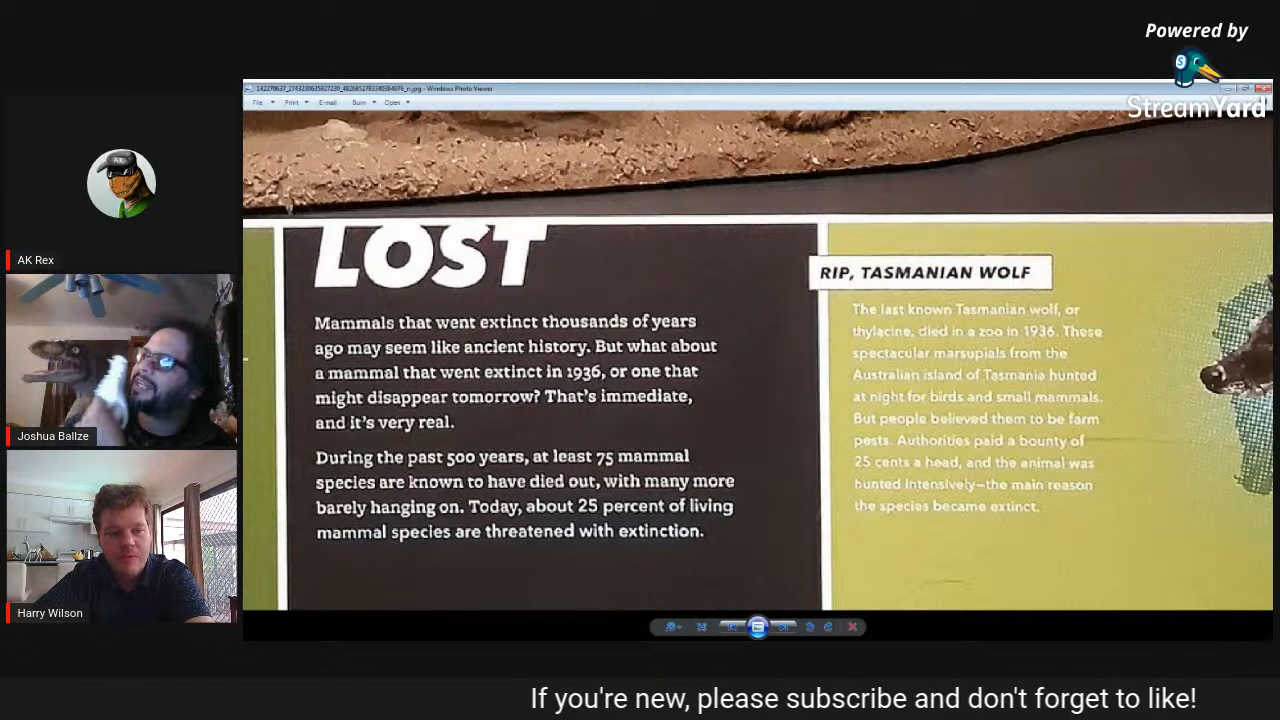 Powered by
StreamYard
142270637_2743230635927230_4826852783340364976_n.jpg - Windows Photo Viewer
File Print E-mail Burn Open
AK
AK Rex
Joshua Ballze
Harry Wilson
LOST
Mammals that went extinct thousands of years
ago may seem like ancient history. But what about
a mammal that went extinct in 1936, or one that
might disappear tomorrow? That's immediate,
and it's very real.
During the past 500 years, at least 75 mammal
species are known to have died out, with many more
barely hanging on. Today, about 25 percent of living
mammal species are threatened with extinction.
RIP, TASMANIAN WOLF
The last known Tasmanian wolf, or
thylacine, died in a zoo in 1936. These
spectacular marsupials from the
Australian island of Tasmania hunted
at night for birds and small mammals.
But people believed them to be farm
pests. Authorities paid a bounty of
25 cents a head, and the animal was
hunted intensively—the main reason
the species became extinct.
If you're new, please subscribe and don't forget to like!